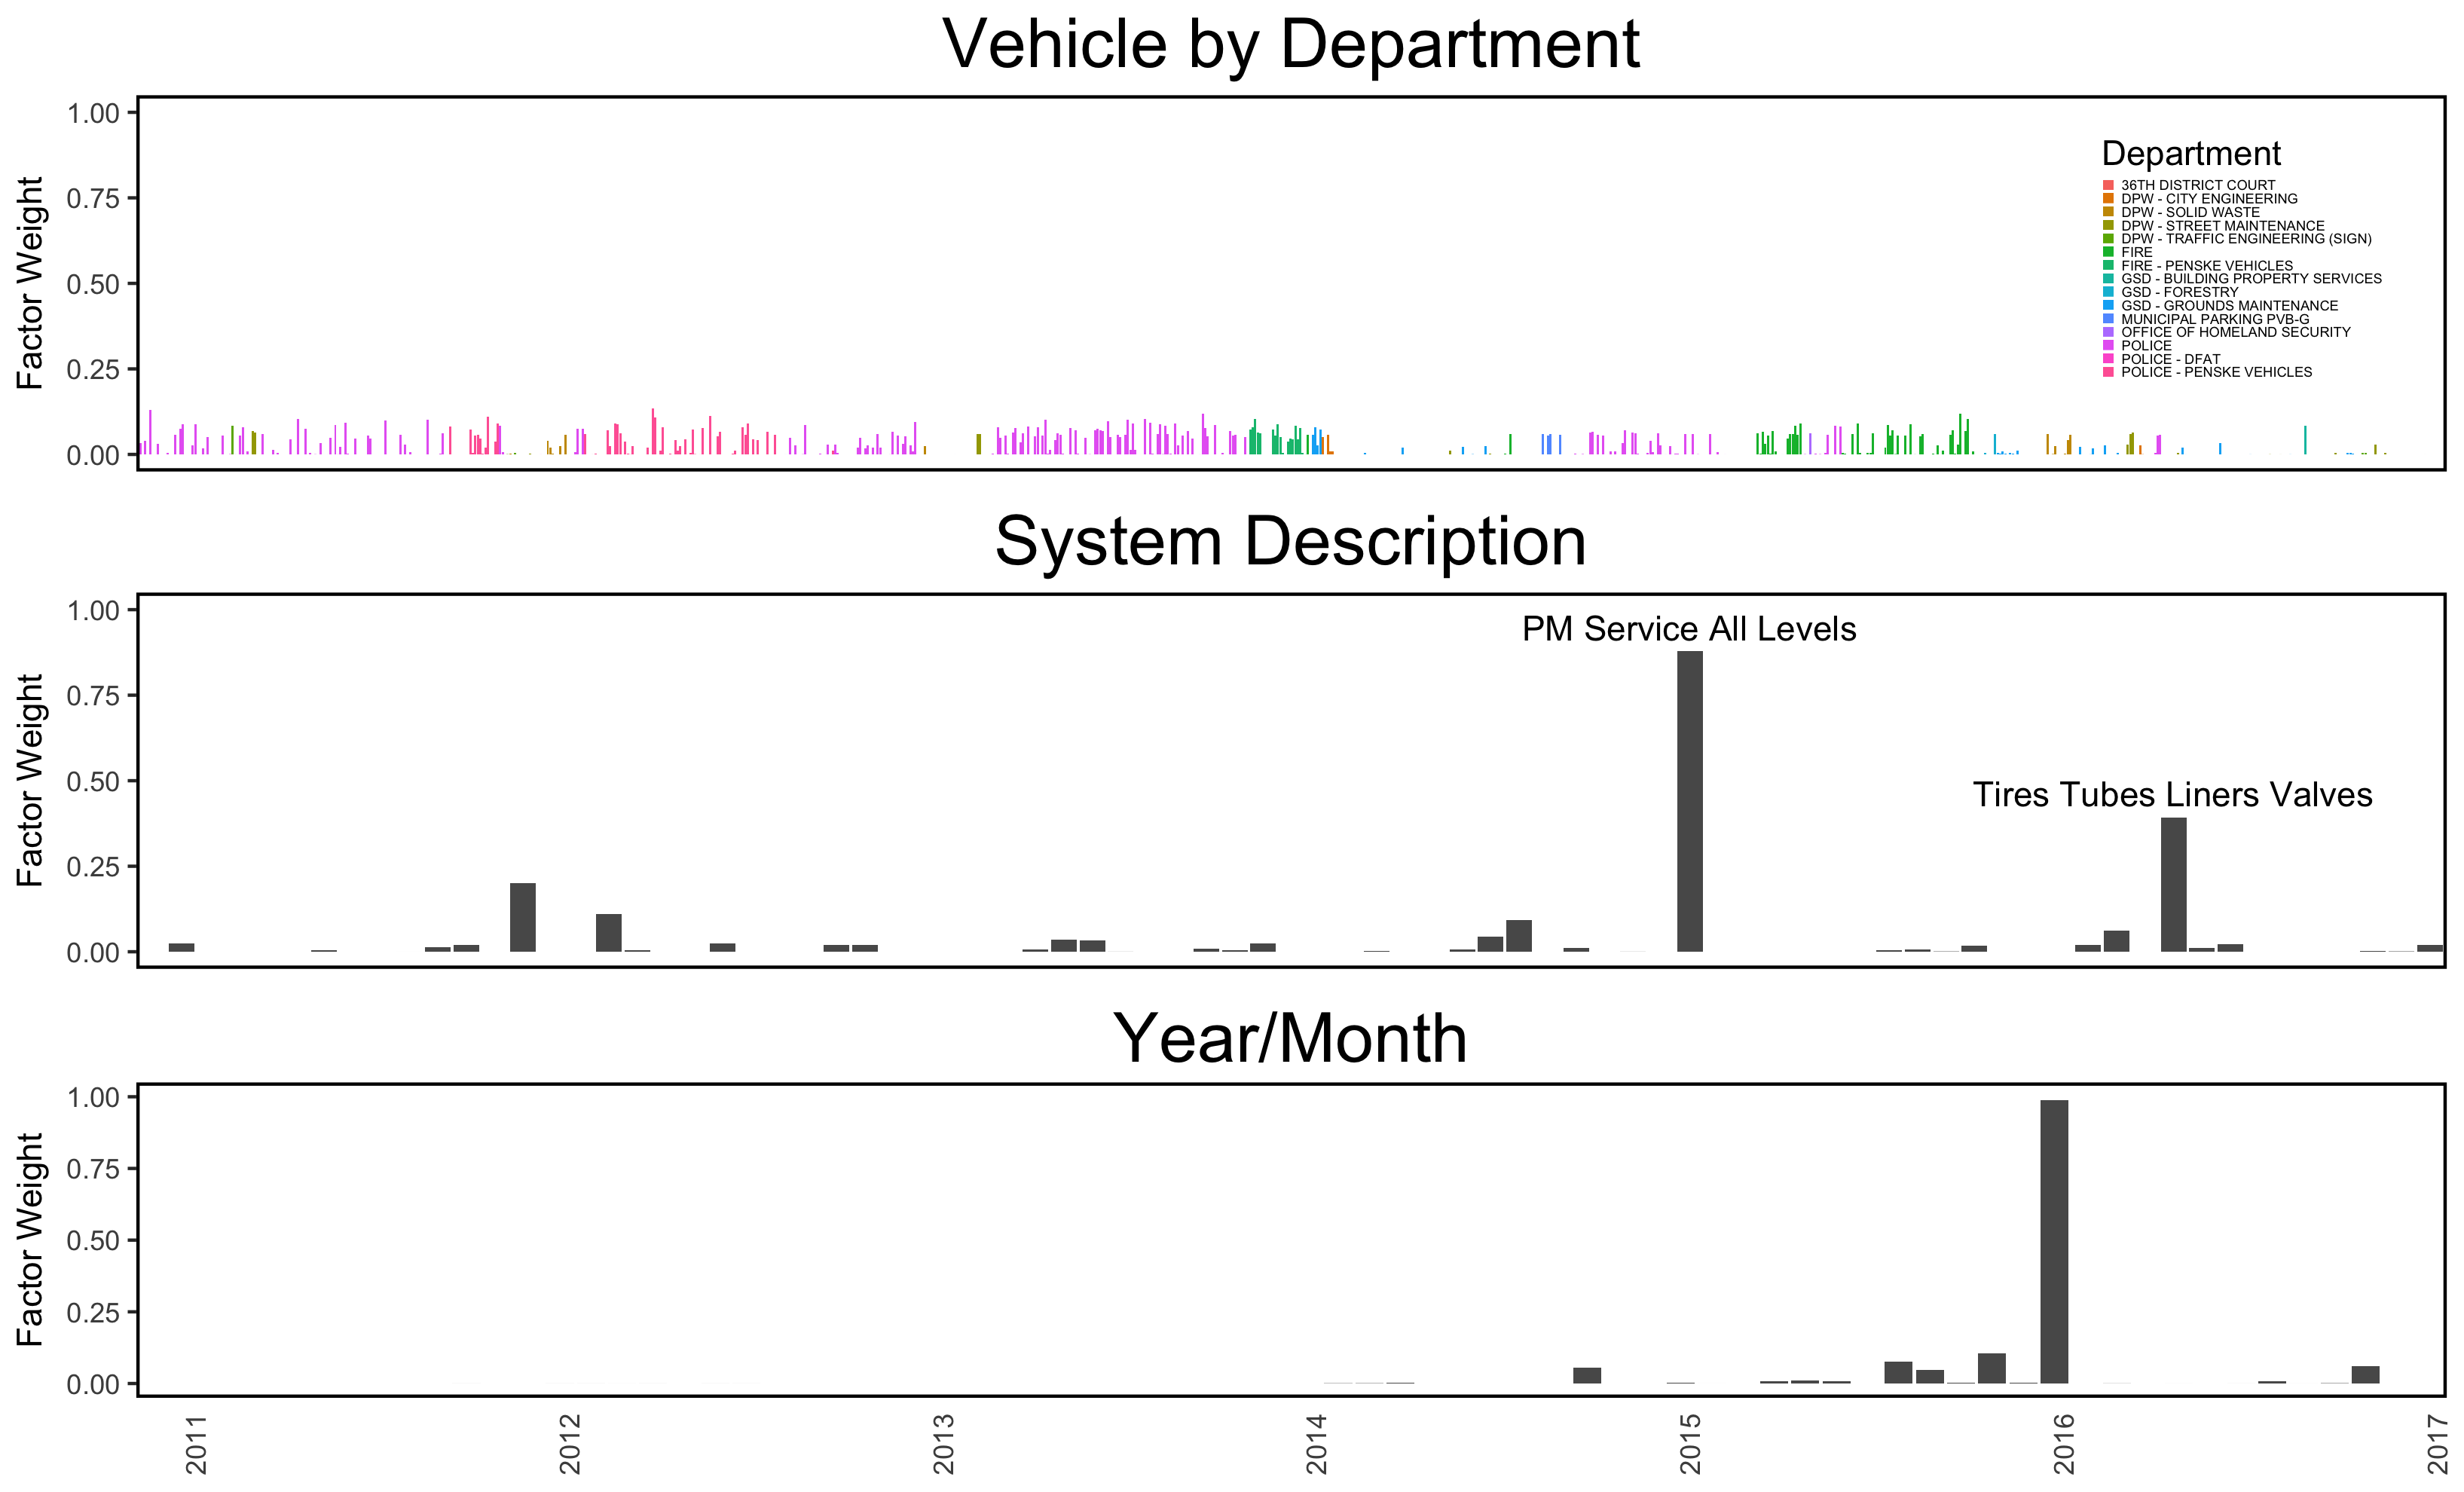 Vehicle by Department
Factor Weight
1.00
0.75
0.50
0.25
0.00
Department
36TH DISTRICT COURT
DPW - CITY ENGINEERING
DPW - SOLID WASTE
DPW - STREET MAINTENANCE
DPW - TRAFFIC ENGINEERING (SIGN)
FIRE
FIRE - PENSKE VEHICLES
GSD - BUILDING PROPERTY SERVICES
GSD - FORESTRY
GSD - GROUNDS MAINTENANCE
MUNICIPAL PARKING PVB-G
OFFICE OF HOMELAND SECURITY
POLICE
POLICE - DFAT
POLICE - PENSKE VEHICLES
System Description
Factor Weight
1.00
0.75
0.50
0.25
0.00
PM Service All Levels
Tires Tubes Liners Valves
Year/Month
Factor Weight
1.00
0.75
0.50
0.25
0.00
2011
2012
2013
2014
2015
2016
2017